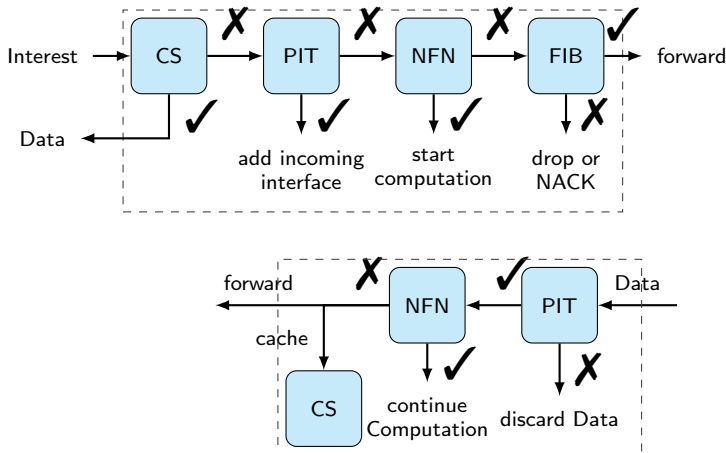 Interest
CS
✗
PIT
✗
NFN
✗
FIB
✓
forward
Data
✓
✓
✓
✗
add incoming
interface
start
computation
drop or
NACK
forward
✗
NFN
✓
PIT
Data
cache
✓
✗
CS
continue
Computation
discard Data